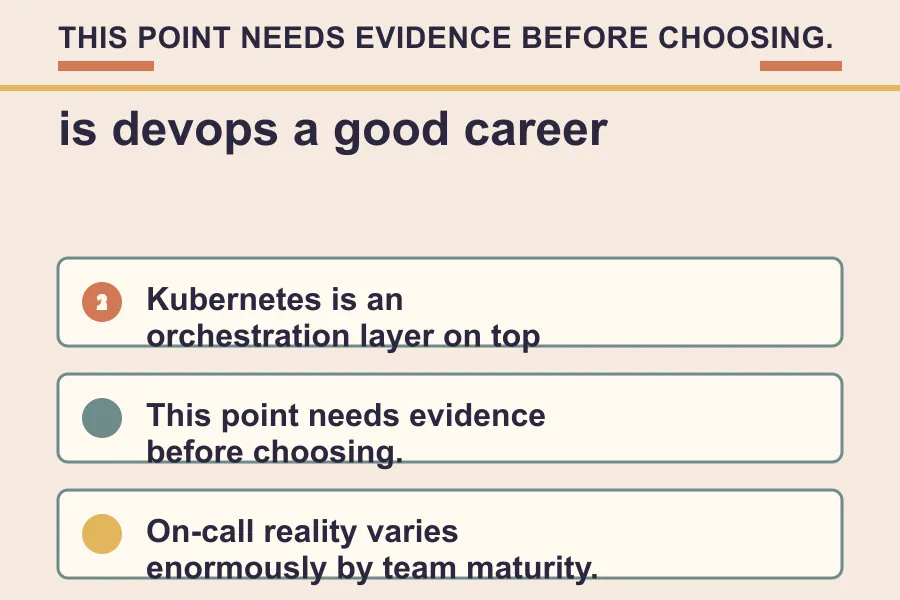 THIS POINT NEEDS EVIDENCE BEFORE CHOOSING.
is devops a good career
Kubernetes is an
orchestration layer on top
This point needs evidence
before choosing.
On-call reality varies
enormously by team maturity.